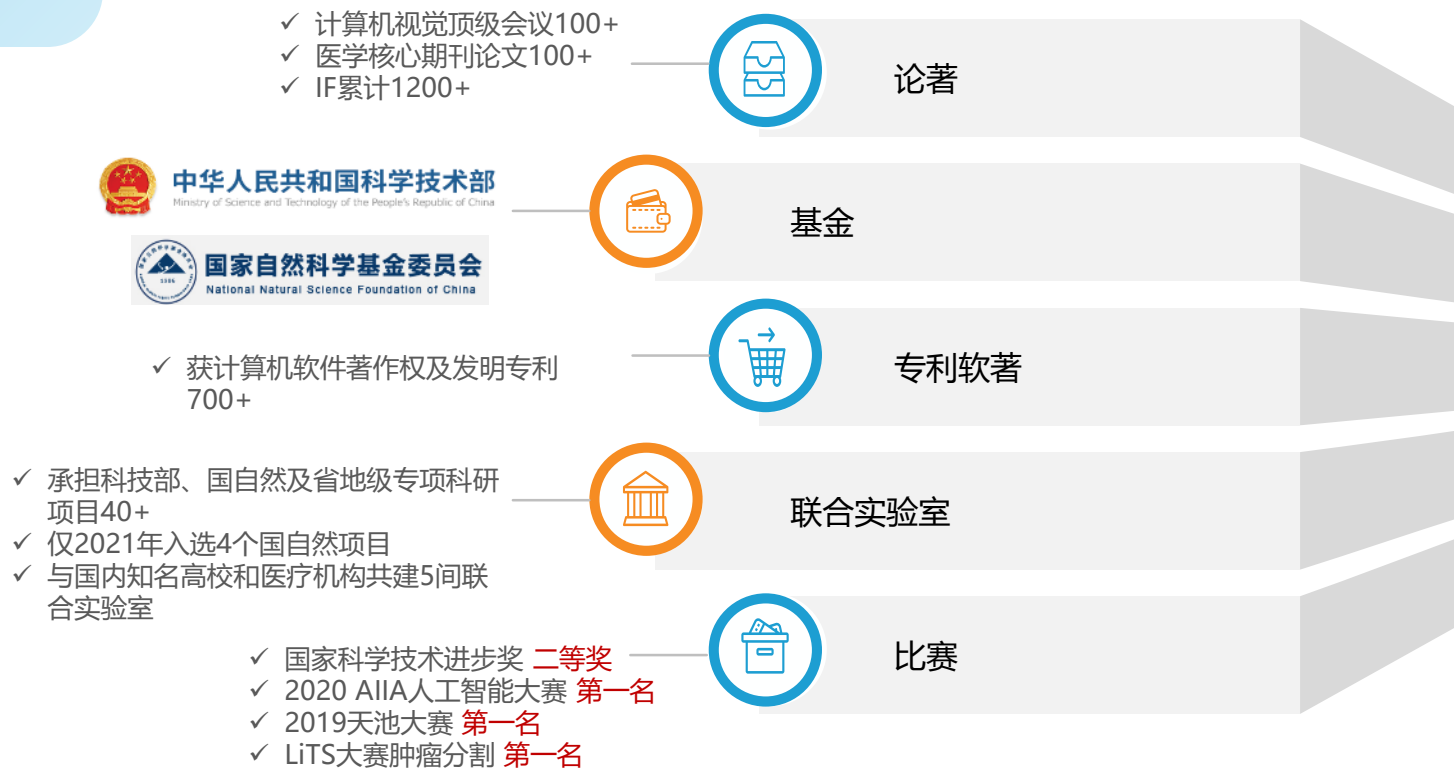 ✓ 计算机视觉顶级会议100+
✓ 医学核心期刊论文100+
✓ IF累计1200+
论著
中华人民共和国科学技术部
Ministry of Science and Technology of the People's Republic of China
国家自然科学基金委员会
National Natural Science Foundation of China
基金
✓ 获计算机软件著作权及发明专利
700+
专利软著
✓ 承担科技部、国自然及省地级专项科研
项目40+
✓ 仅2021年入选4个国自然项目
✓ 与国内知名高校和医疗机构共建5间联
合实验室
联合实验室
✓ 国家科学技术进步奖 二等奖
✓ 2020 AIIA人工智能大赛 第一名
✓ 2019天池大赛 第一名
✓ LiTS大赛肿瘤分割 第一名
比赛